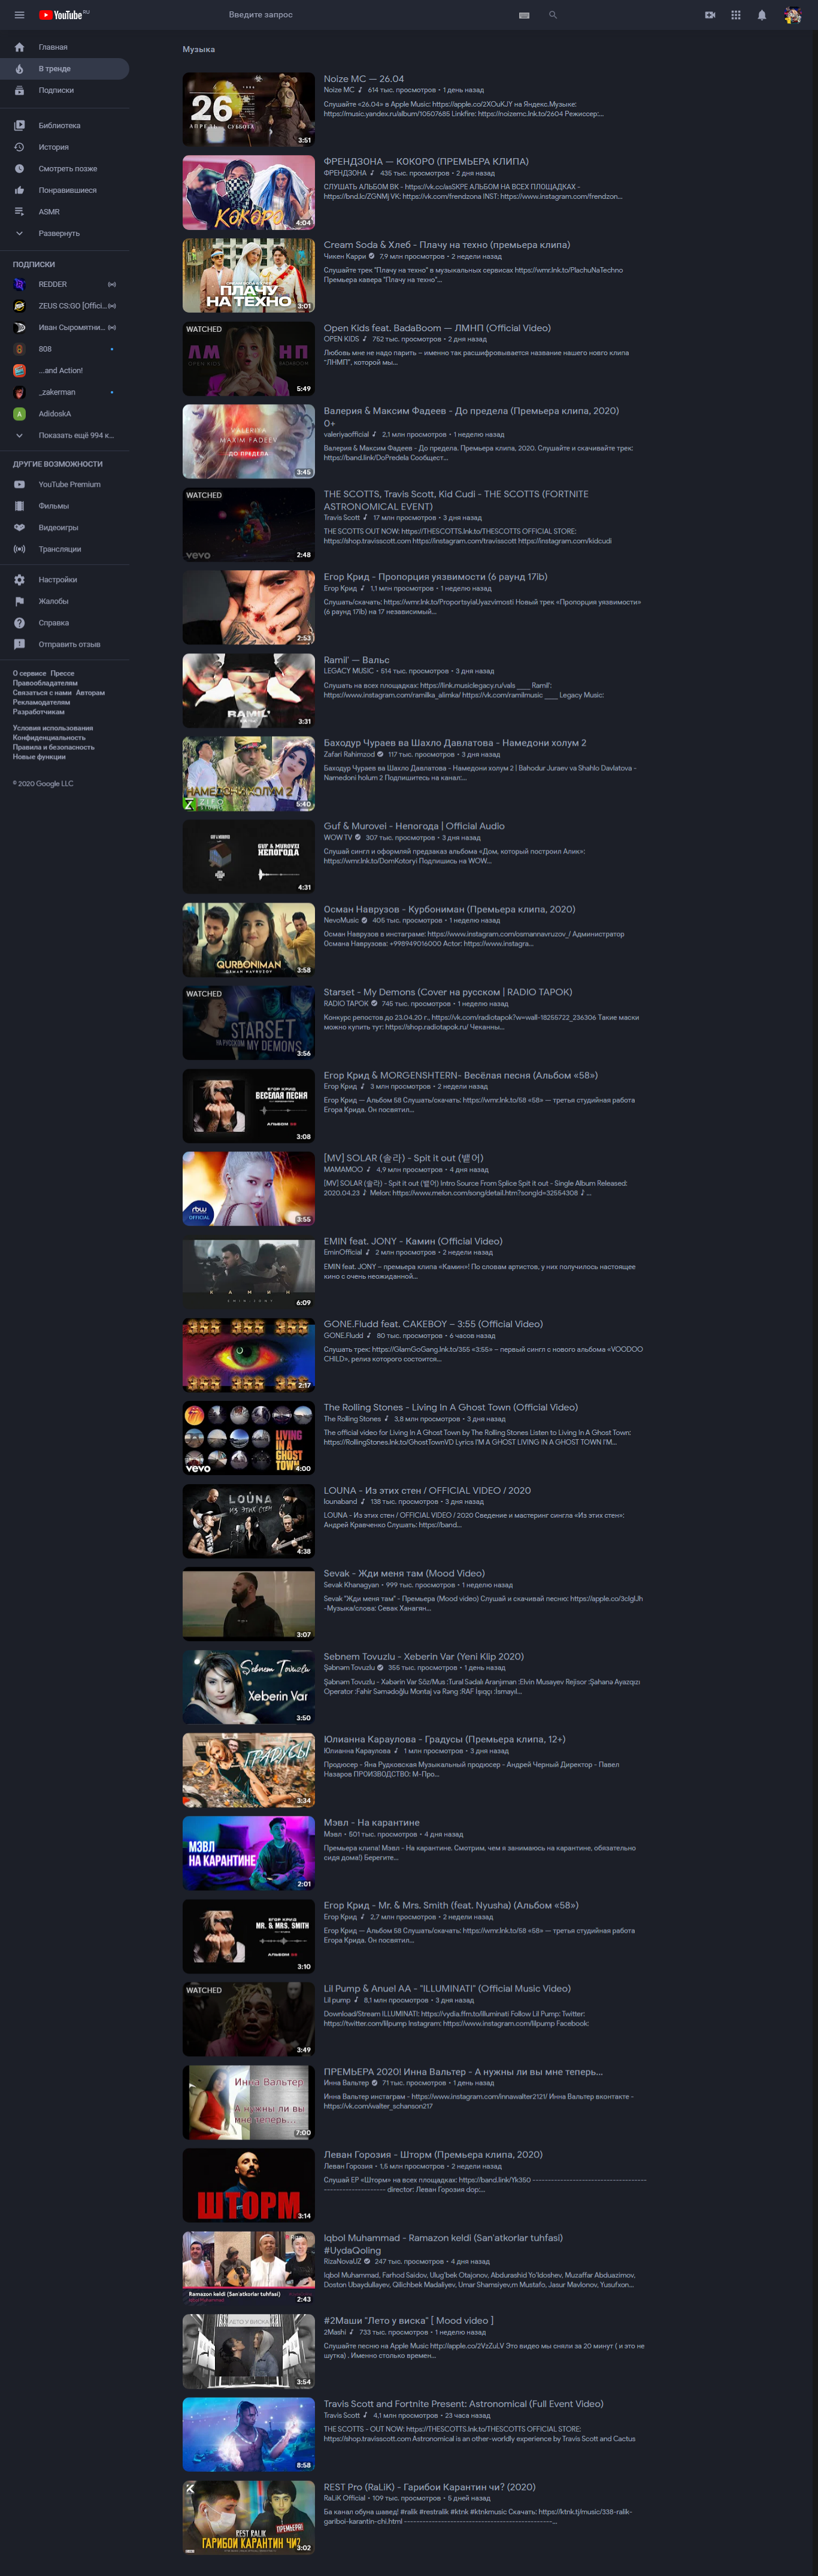 YouTube RU
Введите запрос
Главная
В тренде
Подписки
Библиотека
История
Смотреть позже
Понравившиеся
ASMR
Развернуть
ПОДПИСКИ
REDDER
ZEUS CS:GO [Offici...
Иван Сыромятни...
808
...and Action!
_zakerman
AdidoskA
Показать ещё 994 к...
ДРУГИЕ ВОЗМОЖНОСТИ
YouTube Premium
Фильмы
Видеоигры
Трансляции
Настройки
Жалобы
Справка
Отправить отзыв
О сервисе Прессе
Правообладателям
Связаться с нами Авторам
Рекламодателям
Разработчикам
Условия использования
Конфиденциальность
Правила и безопасность
Новые функции
© 2020 Google LLC
Музыка
26
АПРЕЛЬ СУББОТА
3:51
Noize MC — 26.04
Noize MC 614 тыс. просмотров • 1 день назад
Слушайте «26.04» в Apple Music: https://apple.co/2XOuKJY на Яндекс.Музыке:
https://music.yandex.ru/album/10507685 Linkfire: https://noizemc.lnk.to/2604 Режиссер:...
КОКОРО
4:04
ФРЕНДЗОНА — КОКОРО (ПРЕМЬЕРА КЛИПА)
ФРЕНДЗОНА 435 тыс. просмотров • 2 дня назад
СЛУШАТЬ АЛЬБОМ ВК - https://vk.cc/asSKPE АЛЬБОМ НА ВСЕХ ПЛОЩАДКАХ -
https://bnd.lc/ZGNMj VK: https://vk.com/frendzona INST: https://www.instagram.com/frendzon...
ПЛАЧУ
НА ТЕХНО
3:01
Cream Soda & Хлеб - Плачу на техно (премьера клипа)
Чикен Карри 7,9 млн просмотров • 2 недели назад
Слушайте трек "Плачу на техно" в музыкальных сервисах https://wmr.lnk.to/PlachuNaTechno
Премьера кавера "Плачу на техно"...
WATCHED
ЛМ НП
5:49
Open Kids feat. BadaBoom — ЛМНП (Official Video)
OPEN KIDS 752 тыс. просмотров • 2 дня назад
Любовь мне не надо парить – именно так расшифровывается название нашего ново клипа
"ЛМНП", которой мы...
VALERIYA
MAXIM FADEEV
ДО ПРЕДЕЛА
3:45
Валерия & Максим Фадеев - До предела (Премьера клипа, 2020)
0+
valeriyaofficial 2,1 млн просмотров • 1 неделю назад
Валерия & Максим Фадеев - До предела. Премьера клипа, 2020. Слушайте и скачивайте трек:
https://band.link/DoPredela Сообщест...
WATCHED
vevo
2:48
THE SCOTTS, Travis Scott, Kid Cudi - THE SCOTTS (FORTNITE
ASTRONOMICAL EVENT)
Travis Scott 17 млн просмотров • 3 дня назад
THE SCOTTS OUT NOW: https://THESCOTTS.lnk.to/THESCOTTS OFFICIAL STORE:
https://shop.travisscott.com https://instagram.com/travisscott https://instagram.com/kidcudi
2:53
Егор Крид - Пропорция уязвимости (6 раунд 17ib)
Егор Крид 1,1 млн просмотров • 1 неделю назад
Слушать/скачать: https://wmr.lnk.to/ProportsyiaUyazvimosti Новый трек «Пропорция уязвимости»
(6 раунд 17ib) на 17 независимый...
RAMIL'
3:31
Ramil' — Вальс
LEGACY MUSIC • 514 тыс. просмотров • 3 дня назад
Слушать на всех площадках: https://link.musiclegacy.ru/vals ____ Ramil':
https://www.instagram.com/ramilka_alimka/ https://vk.com/ramilmusic ____ Legacy Music:
НАМЕДОНИ ХОЛУМ 2
5:40
Баходур Чураев ва Шахло Давлатова - Намедони холум 2
Zafari Rahimzod 117 тыс. просмотров • 3 дня назад
Баходур Чураев ва Шахло Давлатова - Намедони холум 2 | Bahodur Juraev va Shahlo Davlatova -
Namedoni holum 2 Подпишитесь на канал:...
GUF & MUROVEI
НЕПОГОДА
4:31
Guf & Murovei - Непогода | Official Audio
WOW TV 307 тыс. просмотров • 3 дня назад
Слушай сингл и оформляй предзаказ альбома «Дом, который построил Алик»:
https://wmr.lnk.to/DomKotoryi Подпишись на WOW...
QURBONIMAN
OSMAN NAVRUZOV
3:58
Осман Наврузов - Курбониман (Премьера клипа, 2020)
NevoMusic 405 тыс. просмотров • 1 неделю назад
Осман Наврузов в инстаграме: https://www.instagram.com/osmannavruzov_/ Администратор
Османа Наврузова: +998949016000 Actor: https://www.instagra...
WATCHED
STARSET
НА РУССКОМ MY DEMONS
3:56
Starset - My Demons (Cover на русском | RADIO TAPOK)
RADIO TAPOK 745 тыс. просмотров • 1 неделю назад
Конкурс репостов до 23.04.20 г., https://vk.com/radiotapok?w=wall-18255722_236306 Такие маски
можно купить тут: https://shop.radiotapok.ru/ Чеканны...
ЕГОР КРИД
ВЕСЕЛАЯ ПЕСНЯ
АЛЬБОМ 58
3:08
Егор Крид & MORGENSHTERN- Весёлая песня (Альбом «58»)
Егор Крид 3 млн просмотров • 2 недели назад
Егор Крид — Альбом 58 Слушать/скачать: https://wmr.lnk.to/58 «58» — третья студийная работа
Егора Крида. Он посвятил...
rbw
OFFICIAL
3:55
[MV] SOLAR (솔라) - Spit it out (뱉어)
MAMAMOO 4,9 млн просмотров • 4 дня назад
[MV] SOLAR (솔라) - Spit it out (뱉어) Intro Source From Splice Spit it out - Single Album Released:
2020.04.23 ♪ Melon: https://www.melon.com/song/detail.htm?songId=32554308 ♪ ...
КАМИН
6:09
EMIN feat. JONY - Камин (Official Video)
EminOfficial 2 млн просмотров • 2 недели назад
EMIN feat. JONY – премьера клипа «Камин»! По словам артистов, у них получилось настоящее
кино с очень неожиданной...
2:17
GONE.Fludd feat. CAKEBOY – 3:55 (Official Video)
GONE.Fludd 80 тыс. просмотров • 6 часов назад
Слушать трек: https://GlamGoGang.lnk.to/355 «3:55» – первый сингл с нового альбома «VOODOO
CHILD», релиз которого состоится...
LIVING
IN A
GHOST
TOWN
vevo
4:00
The Rolling Stones - Living In A Ghost Town (Official Video)
The Rolling Stones 3,8 млн просмотров • 3 дня назад
The official video for Living In A Ghost Town by The Rolling Stones Listen to Living In A Ghost Town:
https://RollingStones.lnk.to/GhostTownVD Lyrics I'M A GHOST LIVING IN A GHOST TOWN I'M...
LOUNA
ИЗ ЭТИХ СТЕН
4:38
LOUNA - Из этих стен / OFFICIAL VIDEO / 2020
lounaband 138 тыс. просмотров • 3 дня назад
LOUNA - Из этих стен / OFFICIAL VIDEO / 2020 Сведение и мастеринг сингла «Из этих стен»:
Андрей Кравченко Слушать: https://band...
3:07
Sevak - Жди меня там (Mood Video)
Sevak Khanagyan • 999 тыс. просмотров • 1 неделю назад
Sevak "Жди меня там" - Премьера (Mood video) Слушай и скачивай песню: https://apple.co/3clglJh
-Музыка/слова: Севак Ханагян...
Sebnem Tovuzlu
Xeberin Var
3:50
Sebnem Tovuzlu - Xeberin Var (Yeni Klip 2020)
Şəbnəm Tovuzlu 355 тыс. просмотров • 1 день назад
Şəbnəm Tovuzlu - Xəbərin Var Söz/Mus :Tural Sədalı Aranjıman :Elvin Musayev Rejisor :Şəhanə Ayazqızı
Operator :Fahir Səmədoğlu Montaj və Rəng :RAF İşıqçı :İsmayıl...
ГРАДУСЫ
3:34
Юлианна Караулова - Градусы (Премьера клипа, 12+)
Юлианна Караулова 1 млн просмотров • 3 дня назад
Продюсер - Яна Рудковская Музыкальный продюсер - Андрей Черный Директор - Павел
Назаров ПРОИЗВОДСТВО: М-Про...
МЭВЛ
НА КАРАНТИНЕ
2:01
Мэвл - На карантине
Мэвл • 501 тыс. просмотров • 4 дня назад
Премьера клипа! Мэвл - На карантине. Смотрим, чем я занимаюсь на карантине, обязательно
сидя дома!) Берегите...
ЕГОР КРИД
MR. & MRS. SMITH
АЛЬБОМ 58
3:10
Егор Крид - Mr. & Mrs. Smith (feat. Nyusha) (Альбом «58»)
Егор Крид 2,7 млн просмотров • 2 недели назад
Егор Крид — Альбом 58 Слушать/скачать: https://wmr.lnk.to/58 «58» — третья студийная работа
Егора Крида. Он посвятил...
WATCHED
3:49
Lil Pump & Anuel AA - "ILLUMINATI" (Official Music Video)
Lil pump 8,1 млн просмотров • 3 дня назад
Download/Stream ILLUMINATI: https://vydia.ffm.to/illuminati Follow Lil Pump: Twitter:
https://twitter.com/lilpump Instagram: https://www.instagram.com/lilpump Facebook:
Инна Вальтер
А нужны ли вы
мне теперь...
7:00
ПРЕМЬЕРА 2020! Инна Вальтер - А нужны ли вы мне теперь...
Инна Вальтер 71 тыс. просмотров • 1 день назад
Инна Вальтер инстаграм - https://www.instagram.com/innawalter2121/ Инна Вальтер вконтакте -
https://vk.com/walter_schanson217
ШТОРМ
3:14
Леван Горозия - Шторм (Премьера клипа, 2020)
Леван Горозия • 1,5 млн просмотров • 2 недели назад
Слушай EP «Шторм» на всех площадках: https://band.link/Yk350 -------------------------------------
-------------------- director: Леван Горозия dop:...
Ramazon keldi (San'atkorlar tuhfasi)
2:43
Iqbol Muhammad - Ramazon keldi (San'atkorlar tuhfasi)
#UydaQoling
RizaNovaUZ 247 тыс. просмотров • 4 дня назад
Iqbol Muhammad, Farhod Saidov, Ulug'bek Otajonov, Abdurashid Yo'ldoshev, Muzaffar Abduazimov,
Doston Ubaydullayev, Qilichbek Madaliyev, Umar Shamsiyev,m Mustafo, Jasur Mavlonov, Yusufxon...
ЛЕТО У ВИСКА
3:54
#2Маши "Лето у виска" [ Mood video ]
2Mashi 733 тыс. просмотров • 1 неделю назад
Слушайте песню на Apple Music http://apple.co/2VzZuLV Это видео мы сняли за 20 минут ( и это не
шутка) . Именно столько времен...
8:58
Travis Scott and Fortnite Present: Astronomical (Full Event Video)
Travis Scott 4,1 млн просмотров • 23 часа назад
THE SCOTTS - OUT NOW: https://THESCOTTS.lnk.to/THESCOTTS OFFICIAL STORE:
https://shop.travisscott.com Astronomical is an other-worldly experience by Travis Scott and Cactus
REST RALIK
ПРЕМЬЕРА!
ГАРИБОИ КАРАНТИН ЧИ?
3:02
REST Pro (RaLiK) - Гарибои Карантин чи? (2020)
RaLiK Official • 109 тыс. просмотров • 5 дней назад
Ба канал обуна шавед! #ralik #restralik #ktnk #ktnkmusic Скачать: https://ktnk.tj/music/338-ralik-
gariboi-karantin-chi.html ------------------------------------------------...